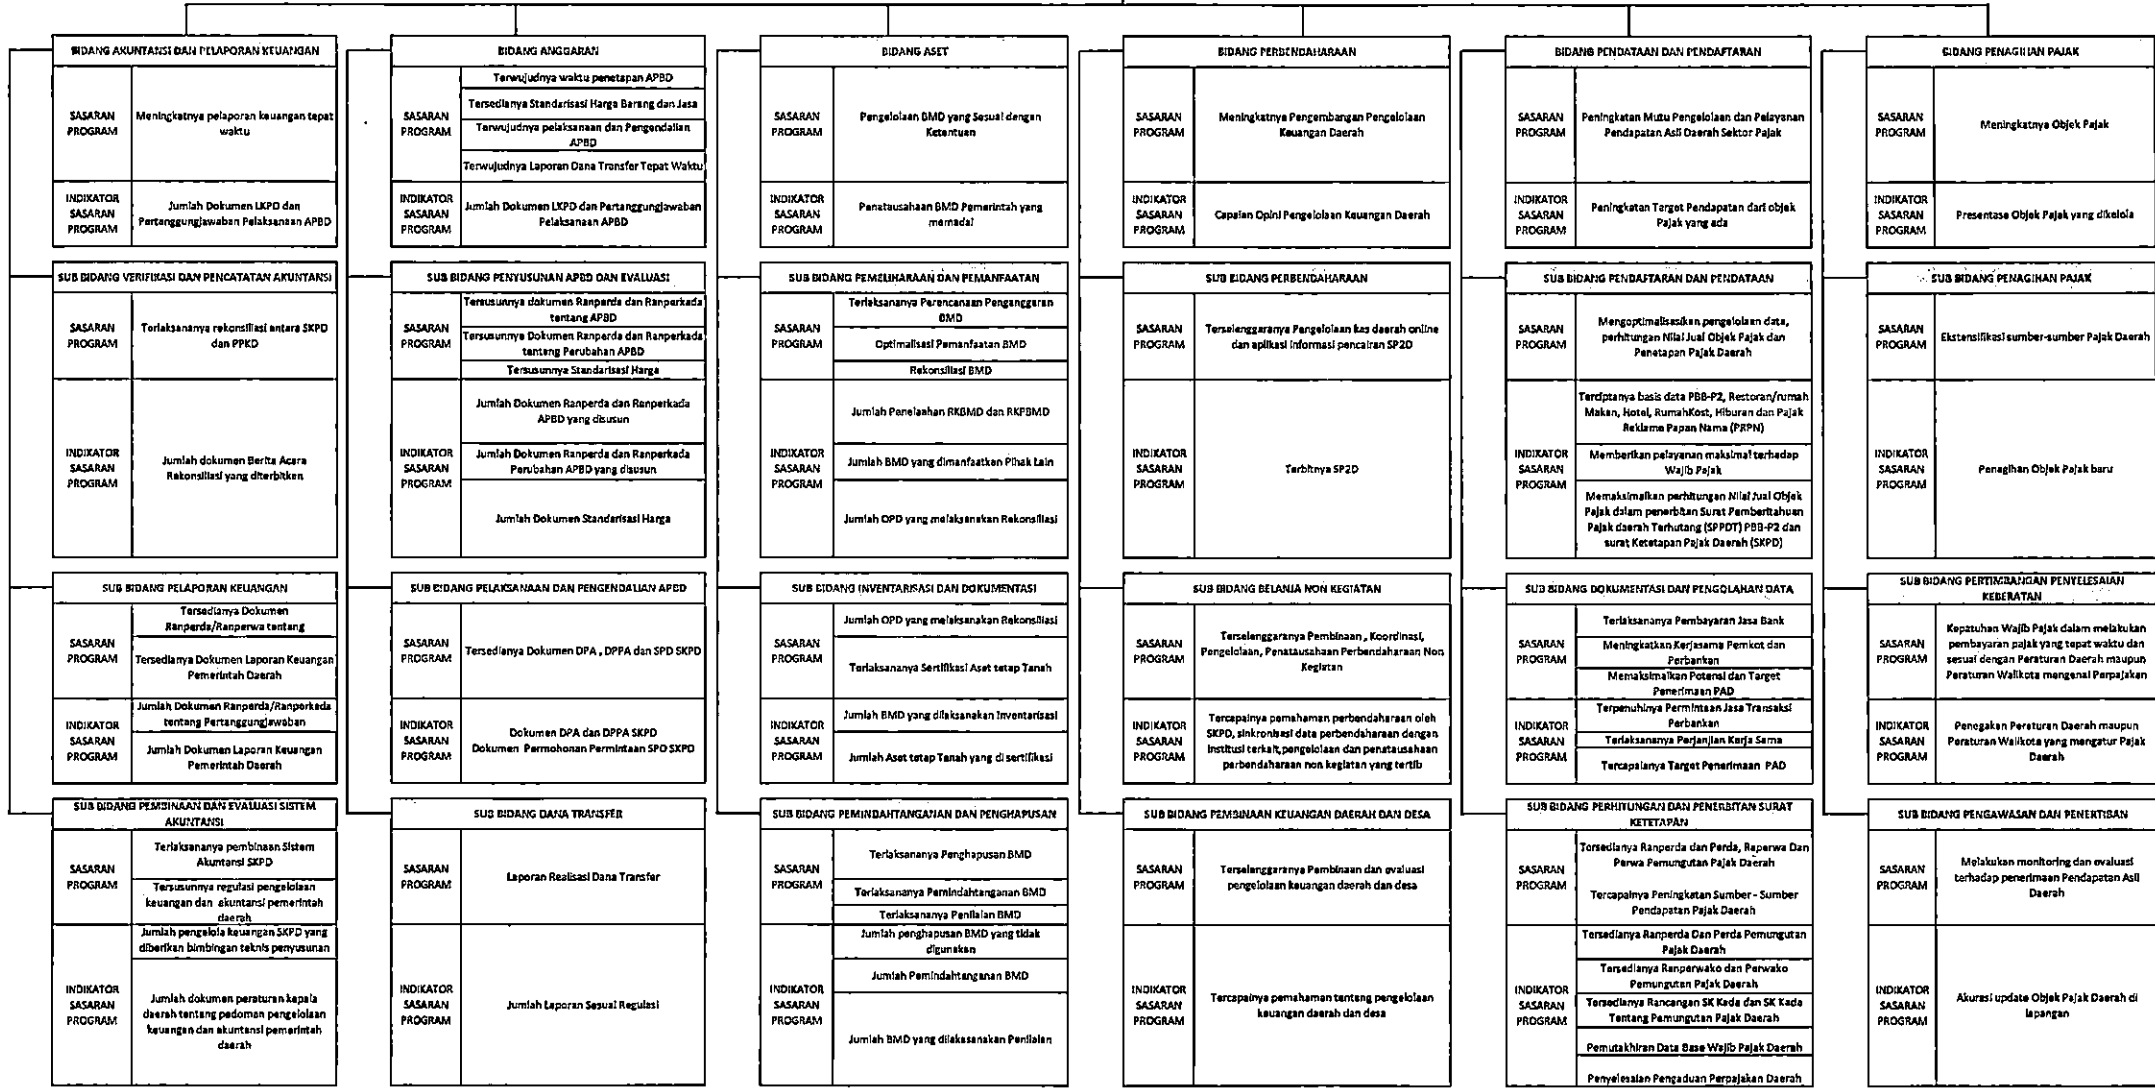 BIDANG AKUNTANSI DAN PELAPORAN KEUANGAN
SASARAN
PROGRAM
Meningkatnya pelaporan keuangan tepat
waktu
INDIKATOR
SASARAN
PROGRAM
Jumlah Dokumen LKPD dan
Pertanggungjawaban Pelaksanaan APBD
SUB BIDANG VERIFIKASI DAN PENCATATAN AKUNTANSI
SASARAN
PROGRAM
Terlaksananya rekonsiliasi antara SKPD
dan PPKD
INDIKATOR
SASARAN
PROGRAM
Jumlah dokumen Berita Acara
Rekonsiliasi yang diterbitkan
SUB BIDANG PELAPORAN KEUANGAN
SASARAN
PROGRAM
Tersedianya Dokumen
Ranperda/Ranperwa tentang
Tersedianya Dokumen Laporan Keuangan
Pemerintah Daerah
INDIKATOR
SASARAN
PROGRAM
Jumlah Dokumen Ranperda/Ranperkada
tentang Pertanggungjawaban
Jumlah Dokumen Laporan Keuangan
Pemerintah Daerah
SUB BIDANG PEMBINAAN DAN EVALUASI SISTEM
AKUNTANSI
SASARAN
PROGRAM
Terlaksananya pembinaan Sistem
Akuntansi SKPD
Tersusunnya regulasi pengelolaan
keuangan dan akuntansi pemerintah
daerah
INDIKATOR
SASARAN
PROGRAM
Jumlah pengelola keuangan SKPD yang
diberikan bimbingan teknis penyusunan
Jumlah dokumen peraturan kepala
daerah tentang pedoman pengelolaan
keuangan dan akuntansi pemerintah
daerah
BIDANG ANGGARAN
SASARAN
PROGRAM
Terwujudnya waktu penetapan APBD
Tersedianya Standarisasi Harga Barang dan Jasa
Terwujudnya pelaksanaan dan Pengendalian
APBD
Terwujudnya Laporan Dana Transfer Tepat Waktu
INDIKATOR
SASARAN
PROGRAM
Jumlah Dokumen LKPD dan Pertanggungjawaban
Pelaksanaan APBD
SUB BIDANG PENYUSUNAN APBD DAN EVALUASI
SASARAN
PROGRAM
Tersusunnya dokumen Ranperda dan Ranperkada
tentang APBD
Tersusunnya Dokumen Ranperda dan Ranperkada
tentang Perubahan APBD
Tersusunnya Standarisasi Harga
INDIKATOR
SASARAN
PROGRAM
Jumlah Dokumen Ranperda dan Ranperkada
APBD yang disusun
Jumlah Dokumen Ranperda dan Ranperkada
Perubahan APBD yang disusun
Jumlah Dokumen Standarisasi Harga
SUB BIDANG PELAKSANAAN DAN PENGENDALIAN APBD
SASARAN
PROGRAM
Tersedianya Dokumen DPA , DPPA dan SPD SKPD
INDIKATOR
SASARAN
PROGRAM
Dokumen DPA dan DPPA SKPD
Dokumen Permohonan Permintaan SPD SKPD
SUB BIDANG DANA TRANSFER
SASARAN
PROGRAM
Laporan Realisasi Dana Transfer
INDIKATOR
SASARAN
PROGRAM
Jumlah Laporan Sesuai Regulasi
BIDANG ASET
SASARAN
PROGRAM
Pengelolaan BMD yang Sesuai dengan
Ketentuan
INDIKATOR
SASARAN
PROGRAM
Penatausahaan BMD Pemerintah yang
memadai
SUB BIDANG PEMELIHARAAN DAN PEMANFAATAN
SASARAN
PROGRAM
Terlaksananya Perencanaan Penganggaran
BMD
Optimalisasi Pemanfaatan BMD
Rekonsiliasi BMD
INDIKATOR
SASARAN
PROGRAM
Jumlah Penelaahan RKBMD dan RKPBMD
Jumlah BMD yang dimanfaatkan Pihak Lain
Jumlah OPD yang melaksanakan Rekonsiliasi
SUB BIDANG INVENTARISASI DAN DOKUMENTASI
SASARAN
PROGRAM
Jumlah OPD yang melaksanakan Rekonsiliasi
Terlaksananya Sertifikasi Aset tetap Tanah
INDIKATOR
SASARAN
PROGRAM
Jumlah BMD yang dilaksanakan Inventarisasi
Jumlah Aset tetap Tanah yang di sertifikasi
SUB BIDANG PEMINDAHTANGANAN DAN PENGHAPUSAN
SASARAN
PROGRAM
Terlaksananya Penghapusan BMD
Terlaksananya Pemindahtanganan BMD
Terlaksananya Penilaian BMD
INDIKATOR
SASARAN
PROGRAM
Jumlah penghapusan BMD yang tidak
digunakan
Jumlah Pemindahtanganan BMD
Jumlah BMD yang dilakasanakan Penilaian
BIDANG PERBENDAHARAAN
SASARAN
PROGRAM
Meningkatnya Pengembangan Pengelolaan
Keuangan Daerah
INDIKATOR
SASARAN
PROGRAM
Capaian Opini Pengelolaan Keuangan Daerah
SUB BIDANG PERBENDAHARAAN
SASARAN
PROGRAM
Terselenggaranya Pengelolaan kas daerah online
dan aplikasi informasi pencairan SP2D
INDIKATOR
SASARAN
PROGRAM
Terbitnya SP2D
SUB BIDANG BELANJA NON KEGIATAN
SASARAN
PROGRAM
Terselenggaranya Pembinaan , Koordinasi,
Pengelolaan, Penatausahaan Perbendaharaan Non
Kegiatan
INDIKATOR
SASARAN
PROGRAM
Tercapainya pemahaman perbendaharaan oleh
SKPD, sinkronisasi data perbendaharaan dengan
institusi terkait,pengelolaan dan penatausahaan
perbendaharaan non kegiatan yang tertib
SUB BIDANG PEMBINAAN KEUANGAN DAERAH DAN DESA
SASARAN
PROGRAM
Terselenggaranya Pembinaan dan evaluasi
pengelolaan keuangan daerah dan desa
INDIKATOR
SASARAN
PROGRAM
Tercapainya pemahaman tentang pengelolaan
keuangan daerah dan desa
BIDANG PENDATAAN DAN PENDAFTARAN
SASARAN
PROGRAM
Peningkatan Mutu Pengelolaan dan Pelayanan
Pendapatan Asli Daerah Sektor Pajak
INDIKATOR
SASARAN
PROGRAM
Peningkatan Target Pendapatan dari objek
Pajak yang ada
SUB BIDANG PENDAFTARAN DAN PENDATAAN
SASARAN
PROGRAM
Mengoptimalisasikan pengelolaan data,
perhitungan Nilai Jual Objek Pajak dan
Penetapan Pajak Daerah
INDIKATOR
SASARAN
PROGRAM
Terciptanya basis data PBB-P2, Restoran/rumah
Makan, Hotel, RumahKost, Hiburan dan Pajak
Reklame Papan Nama (PRPN)
Memberikan pelayanan maksimal terhadap
Wajib Pajak
Memaksimalkan perhitungan Nilai Jual Objek
Pajak dalam penerbitan Surat Pemberitahuan
Pajak daerah Terhutang (SPPDT) PBB-P2 dan
surat Ketetapan Pajak Daerah (SKPD)
SUB BIDANG DOKUMENTASI DAN PENGOLAHAN DATA
SASARAN
PROGRAM
Terlaksananya Pembayaran Jasa Bank
Meningkatkan Kerjasama Pemkot dan
Perbankan
Memaksimalkan Potensi dan Target
Penerimaan PAD
INDIKATOR
SASARAN
PROGRAM
Terpenuhinya Permintaan Jasa Transaksi
Perbankan
Terlaksananya Perjanjian Kerja Sama
Tercapainya Target Penerimaan PAD
SUB BIDANG PERHITUNGAN DAN PENERBITAN SURAT
KETETAPAN
SASARAN
PROGRAM
Tersedianya Ranperda dan Perda, Raperwa Dan
Perwa Pemungutan Pajak Daerah
Tercapainya Peningkatan Sumber - Sumber
Pendapatan Pajak Daerah
INDIKATOR
SASARAN
PROGRAM
Tersedianya Ranperda Dan Perda Pemungutan
Pajak Daerah
Tersedianya Ranperwako dan Perwako
Pemungutan Pajak Daerah
Tersedianya Rancangan SK Kada dan SK Kada
Tentang Pemungutan Pajak Daerah
Pemutakhiran Data Base Wajib Pajak Daerah
Penyelesaian Pengaduan Perpajakan Daerah
BIDANG PENAGIHAN PAJAK
SASARAN
PROGRAM
Meningkatnya Objek Pajak
INDIKATOR
SASARAN
PROGRAM
Presentase Objek Pajak yang dikelola
SUB BIDANG PENAGIHAN PAJAK
SASARAN
PROGRAM
Ekstensifikasi sumber-sumber Pajak Daerah
INDIKATOR
SASARAN
PROGRAM
Penagihan Objek Pajak baru
SUB BIDANG PERTIMBANGAN PENYELESAIAN
KEBERATAN
SASARAN
PROGRAM
Kepatuhan Wajib Pajak dalam melakukan
pembayaran pajak yang tepat waktu dan
sesuai dengan Peraturan Daerah maupun
Peraturan Walikota mengenai Perpajakan
INDIKATOR
SASARAN
PROGRAM
Penegakan Peraturan Daerah maupun
Peraturan Walikota yang mengatur Pajak
Daerah
SUB BIDANG PENGAWASAN DAN PENERTIBAN
SASARAN
PROGRAM
Melakukan monitoring dan evaluasi
terhadap penerimaan Pendapatan Asli
Daerah
INDIKATOR
SASARAN
PROGRAM
Akurasi update Objek Pajak Daerah di
lapangan